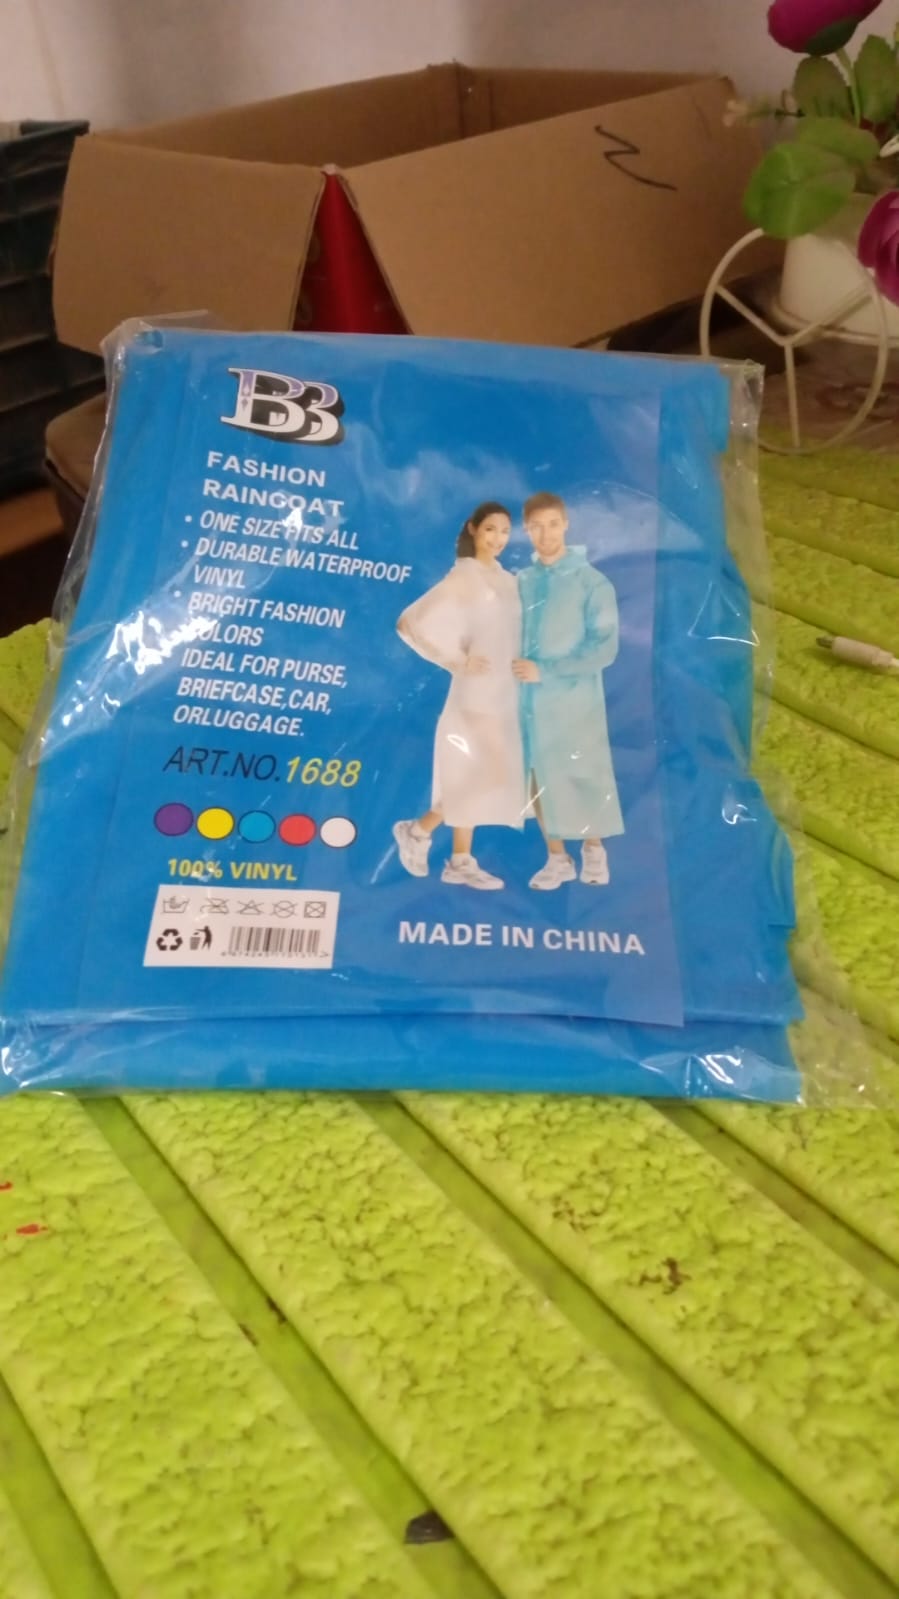 BB
FASHION
RAINCOAT
• ONE SIZE FITS ALL
• DURABLE WATERPROOF
VINYL
• BRIGHT FASHION
COLORS
IDEAL FOR PURSE,
BRIEFCASE,CAR,
ORLUGGAGE.
ART.NO.1688
100% VINYL
MADE IN CHINA